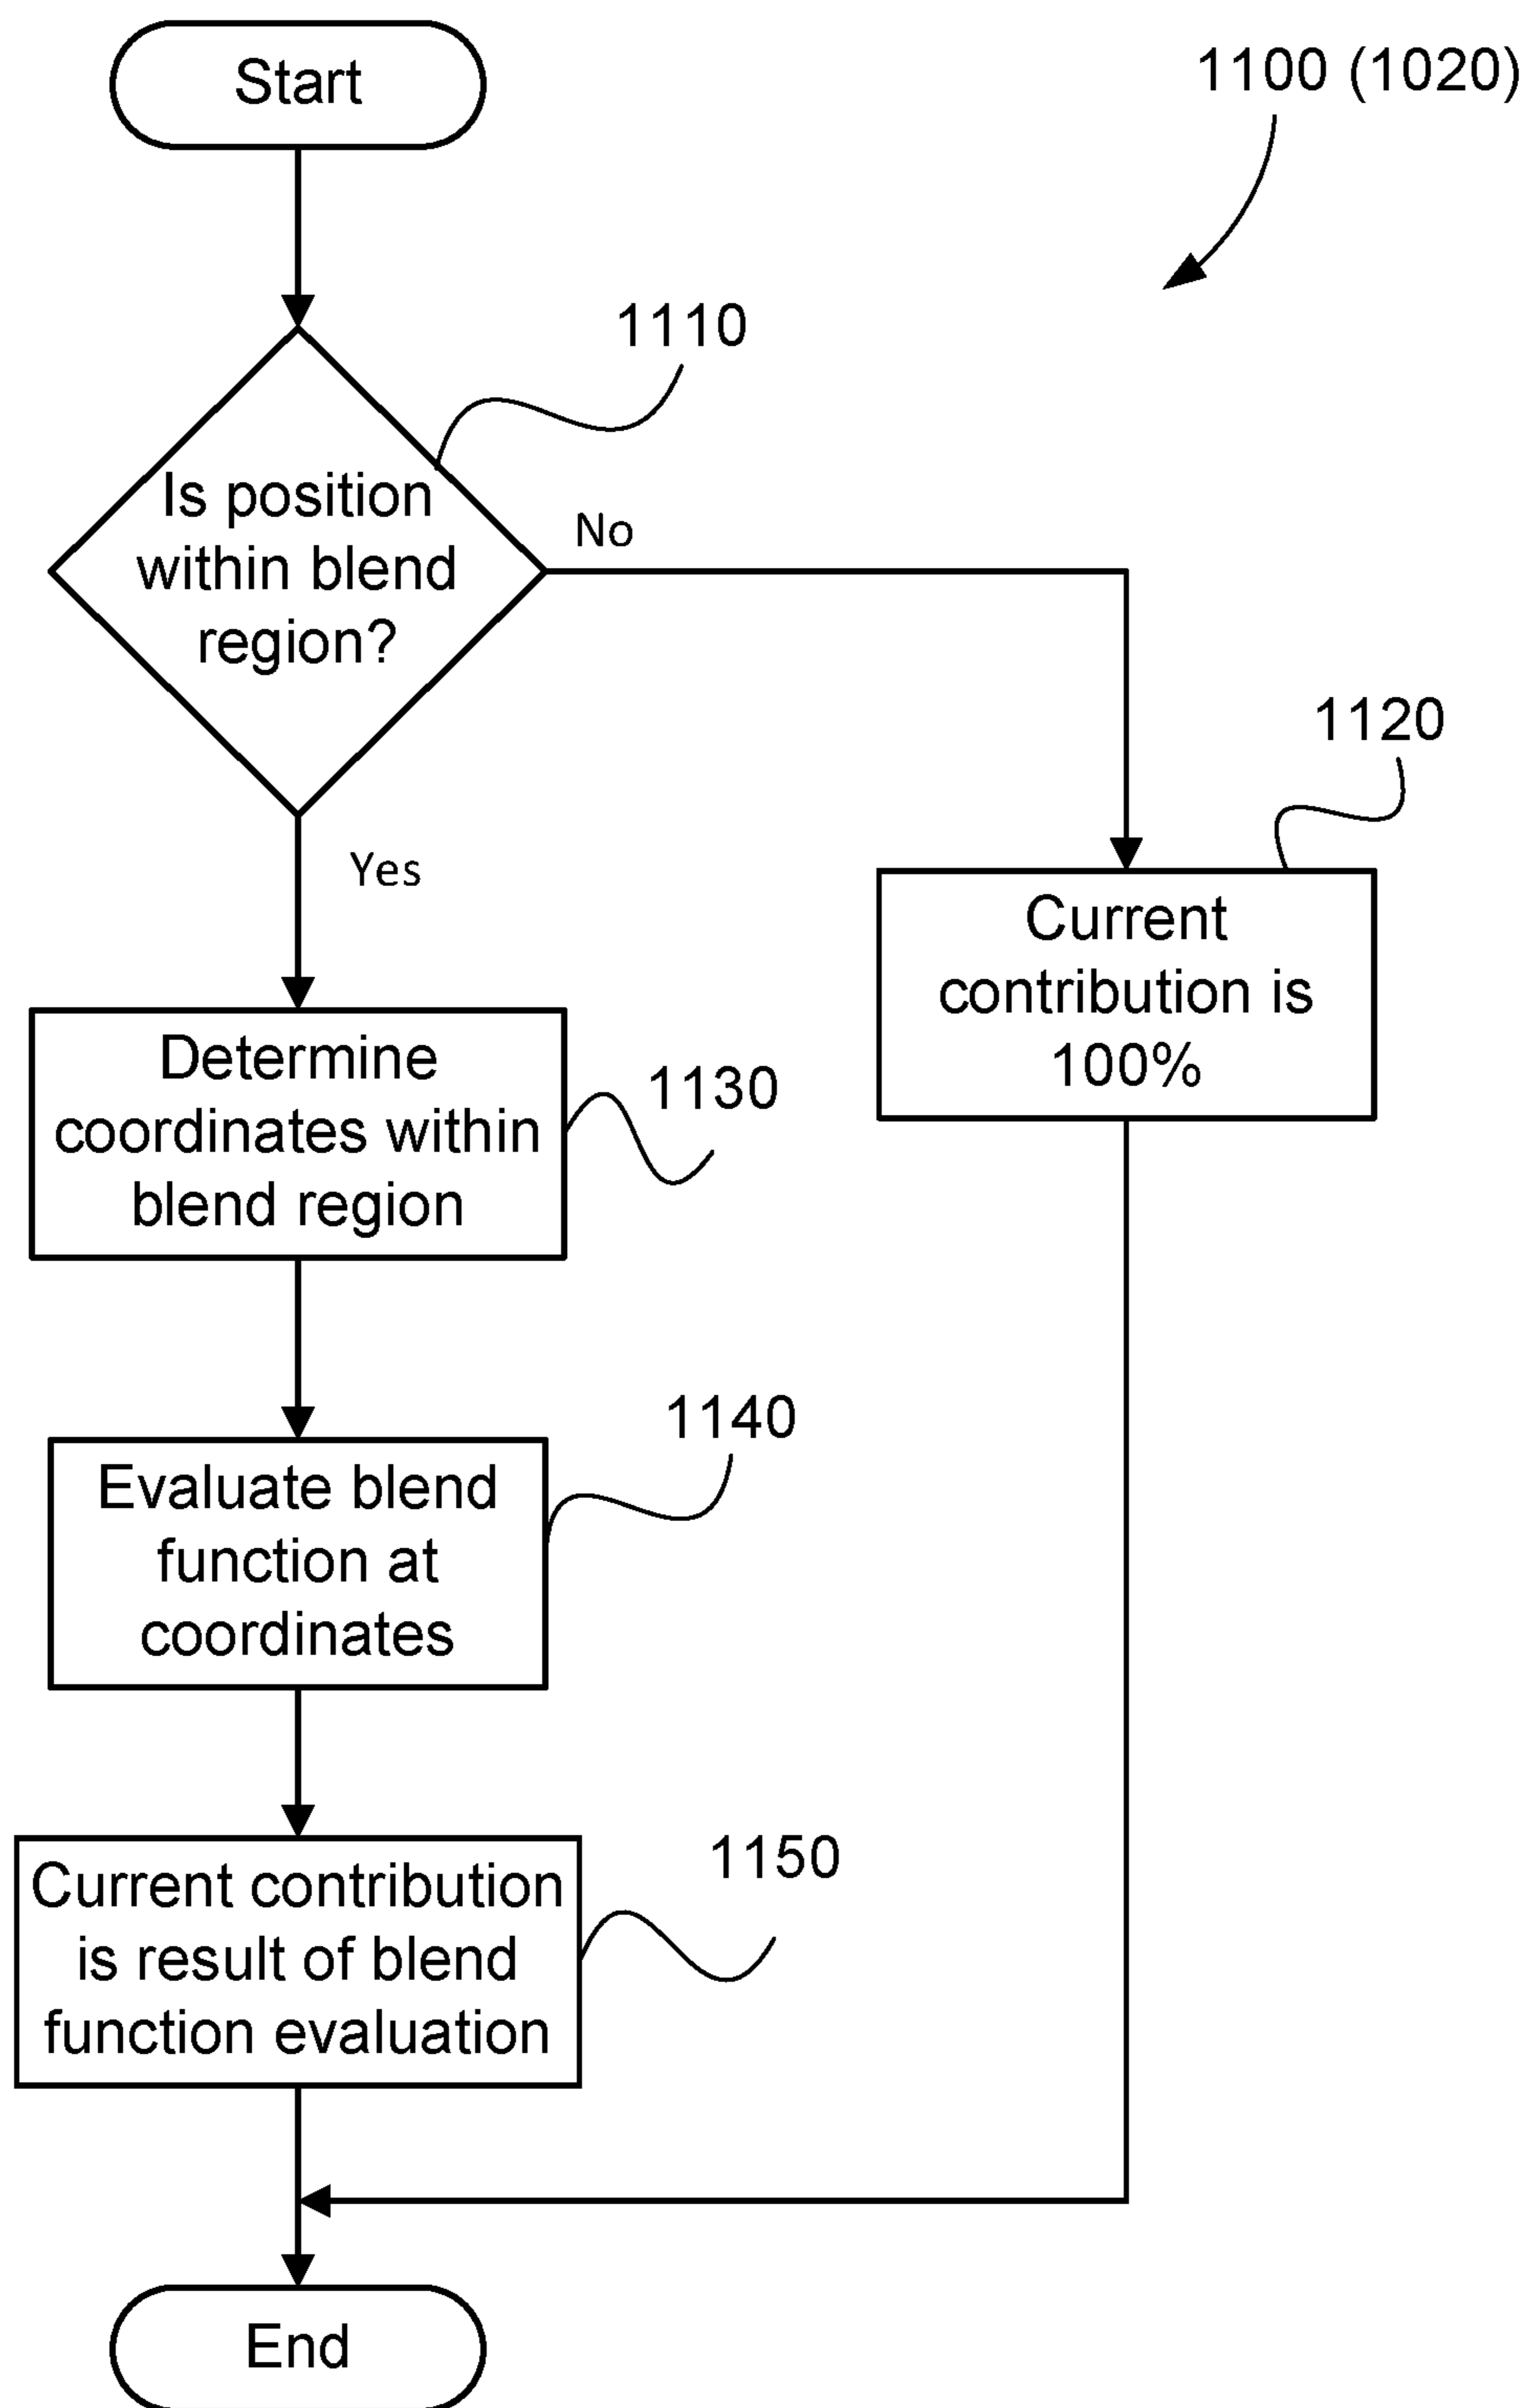 Start
1100 (1020)
1110
Is position
within blend
region?
No
Yes
1120
Current
contribution is
100%
Determine
coordinates within
blend region
1130
1140
Evaluate blend
function at
coordinates
1150
Current contribution
is result of blend
function evaluation
End